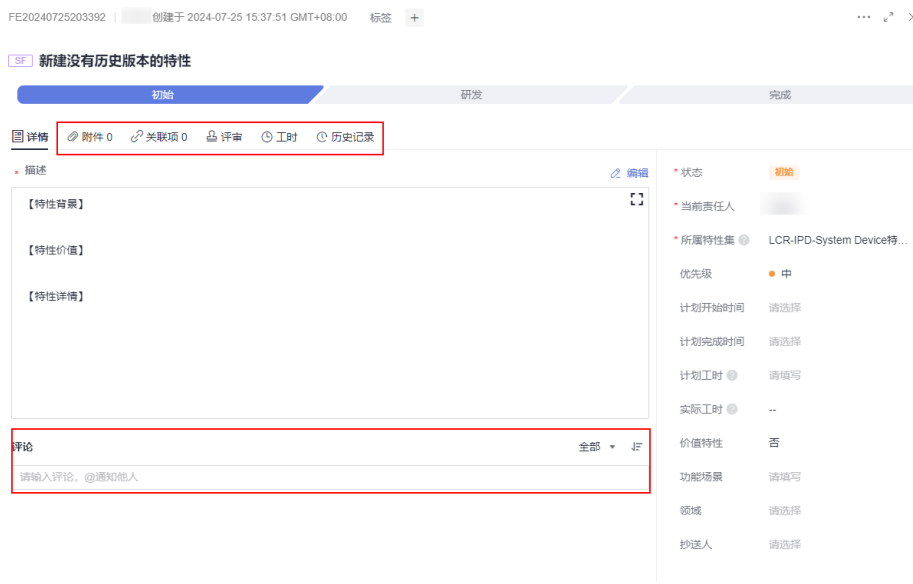 FE20240725203392 创建于 2024-07-25 15:37:51 GMT+08:00 标签 +
SF 新建没有历史版本的特性
初始 研发 完成
详情 附件 0 关联项 0 评审 工时 历史记录
* 描述 编辑
【特性背景】
【特性价值】
【特性详情】
评论 全部
请输入评论，@通知他人
* 状态 初始
* 当前责任人
* 所属特性集 LCR-IPD-System Device特...
优先级 中
计划开始时间 请选择
计划完成时间 请选择
计划工时 请填写
实际工时 --
价值特性 否
功能场景 请填写
领域 请选择
抄送人 请选择